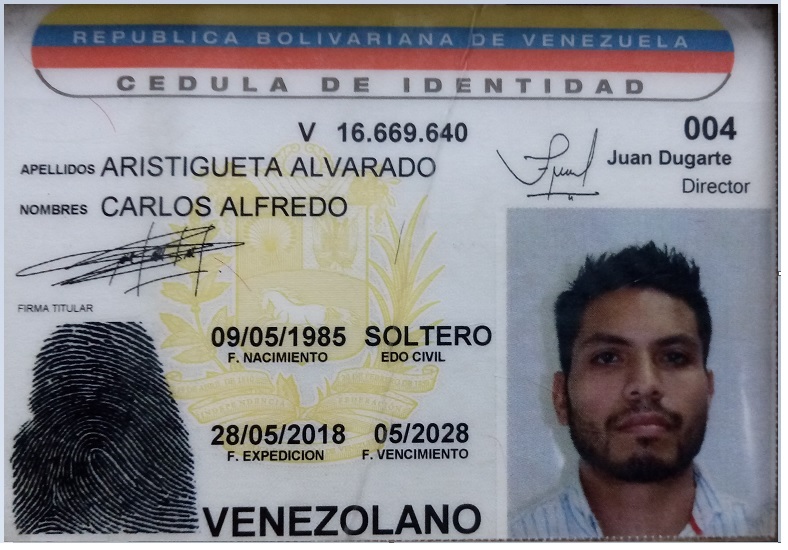 REPUBLICA BOLIVARIANA DE VENEZUELA
CEDULA DE IDENTIDAD
V 16.669.640
004
APELLIDOS ARISTIGUETA ALVARADO
Juan Dugarte
Director
NOMBRES CARLOS ALFREDO
FIRMA TITULAR
09/05/1985 SOLTERO
F. NACIMIENTO EDO CIVIL
28/05/2018 05/2028
F. EXPEDICION F. VENCIMIENTO
VENEZOLANO